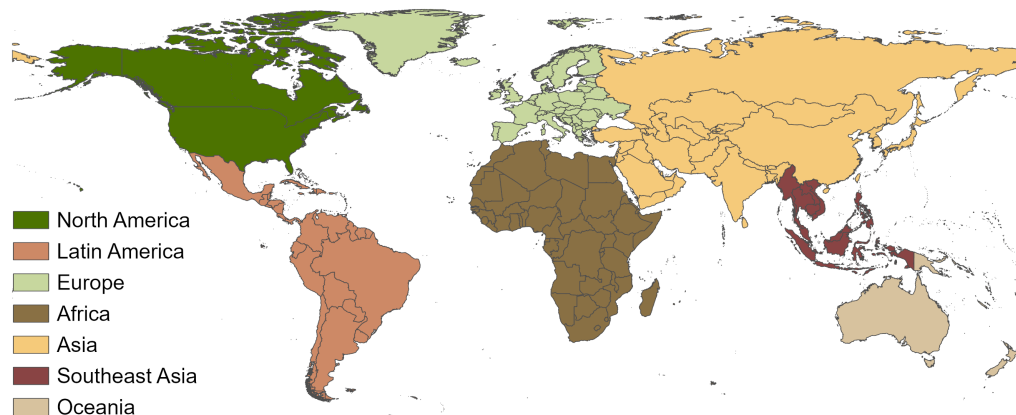 North America
Latin America
Europe
Africa
Asia
Southeast Asia
Oceania